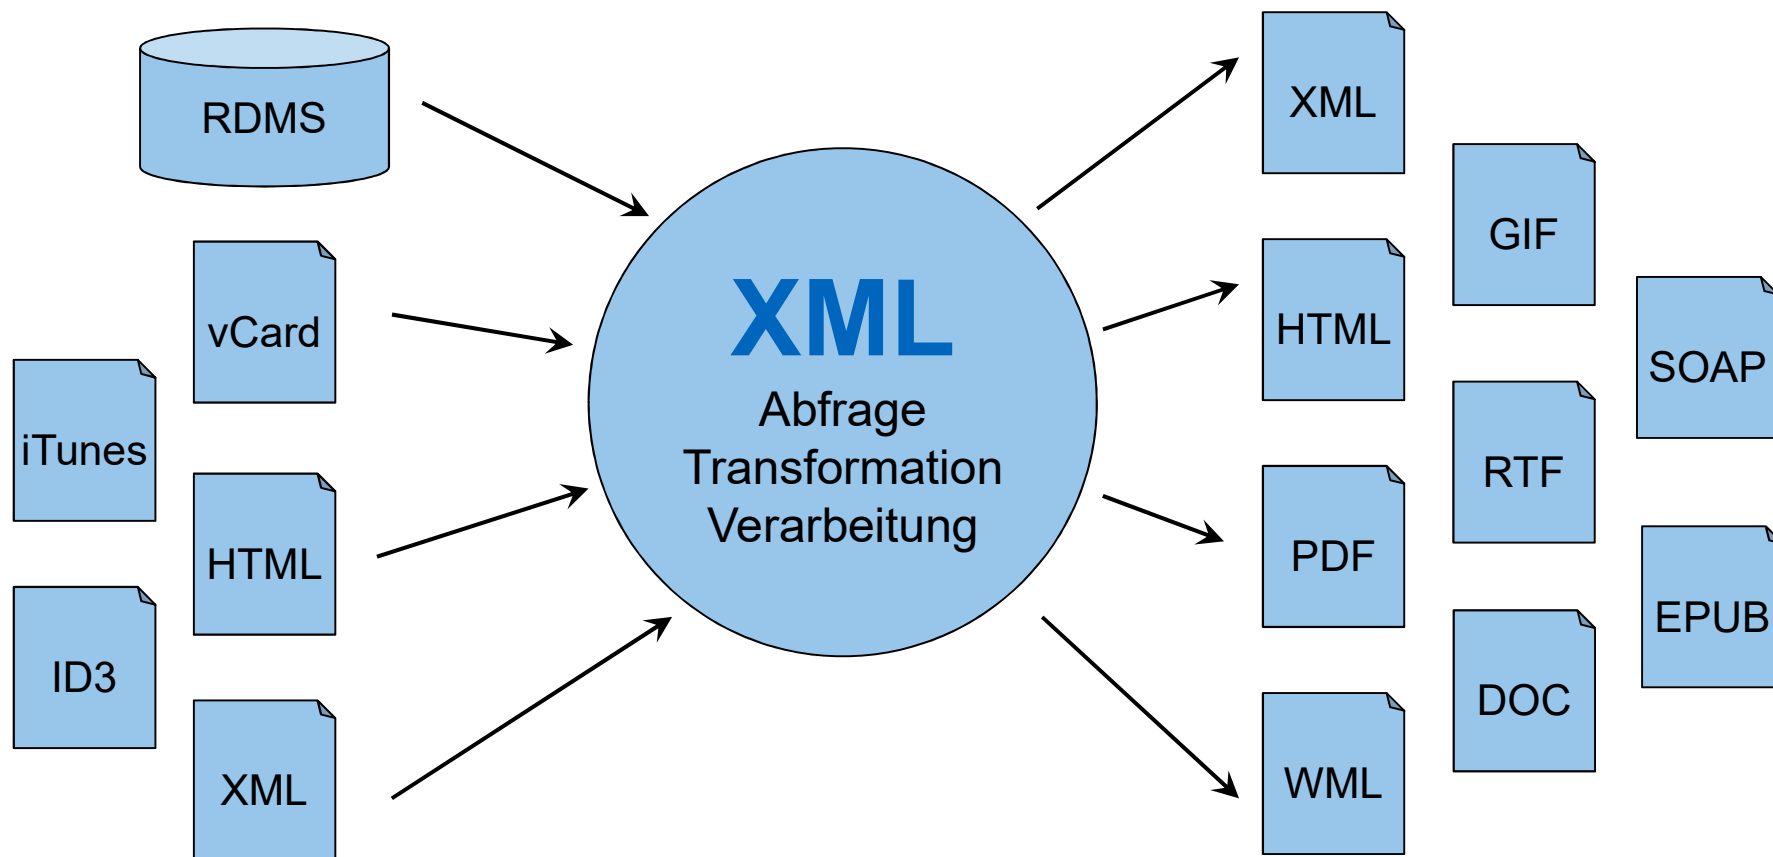 RDMS
vCard
iTunes
HTML
ID3
XML
XML
Abfrage
Transformation
Verarbeitung
XML
GIF
HTML
SOAP
RTF
PDF
EPUB
DOC
WML